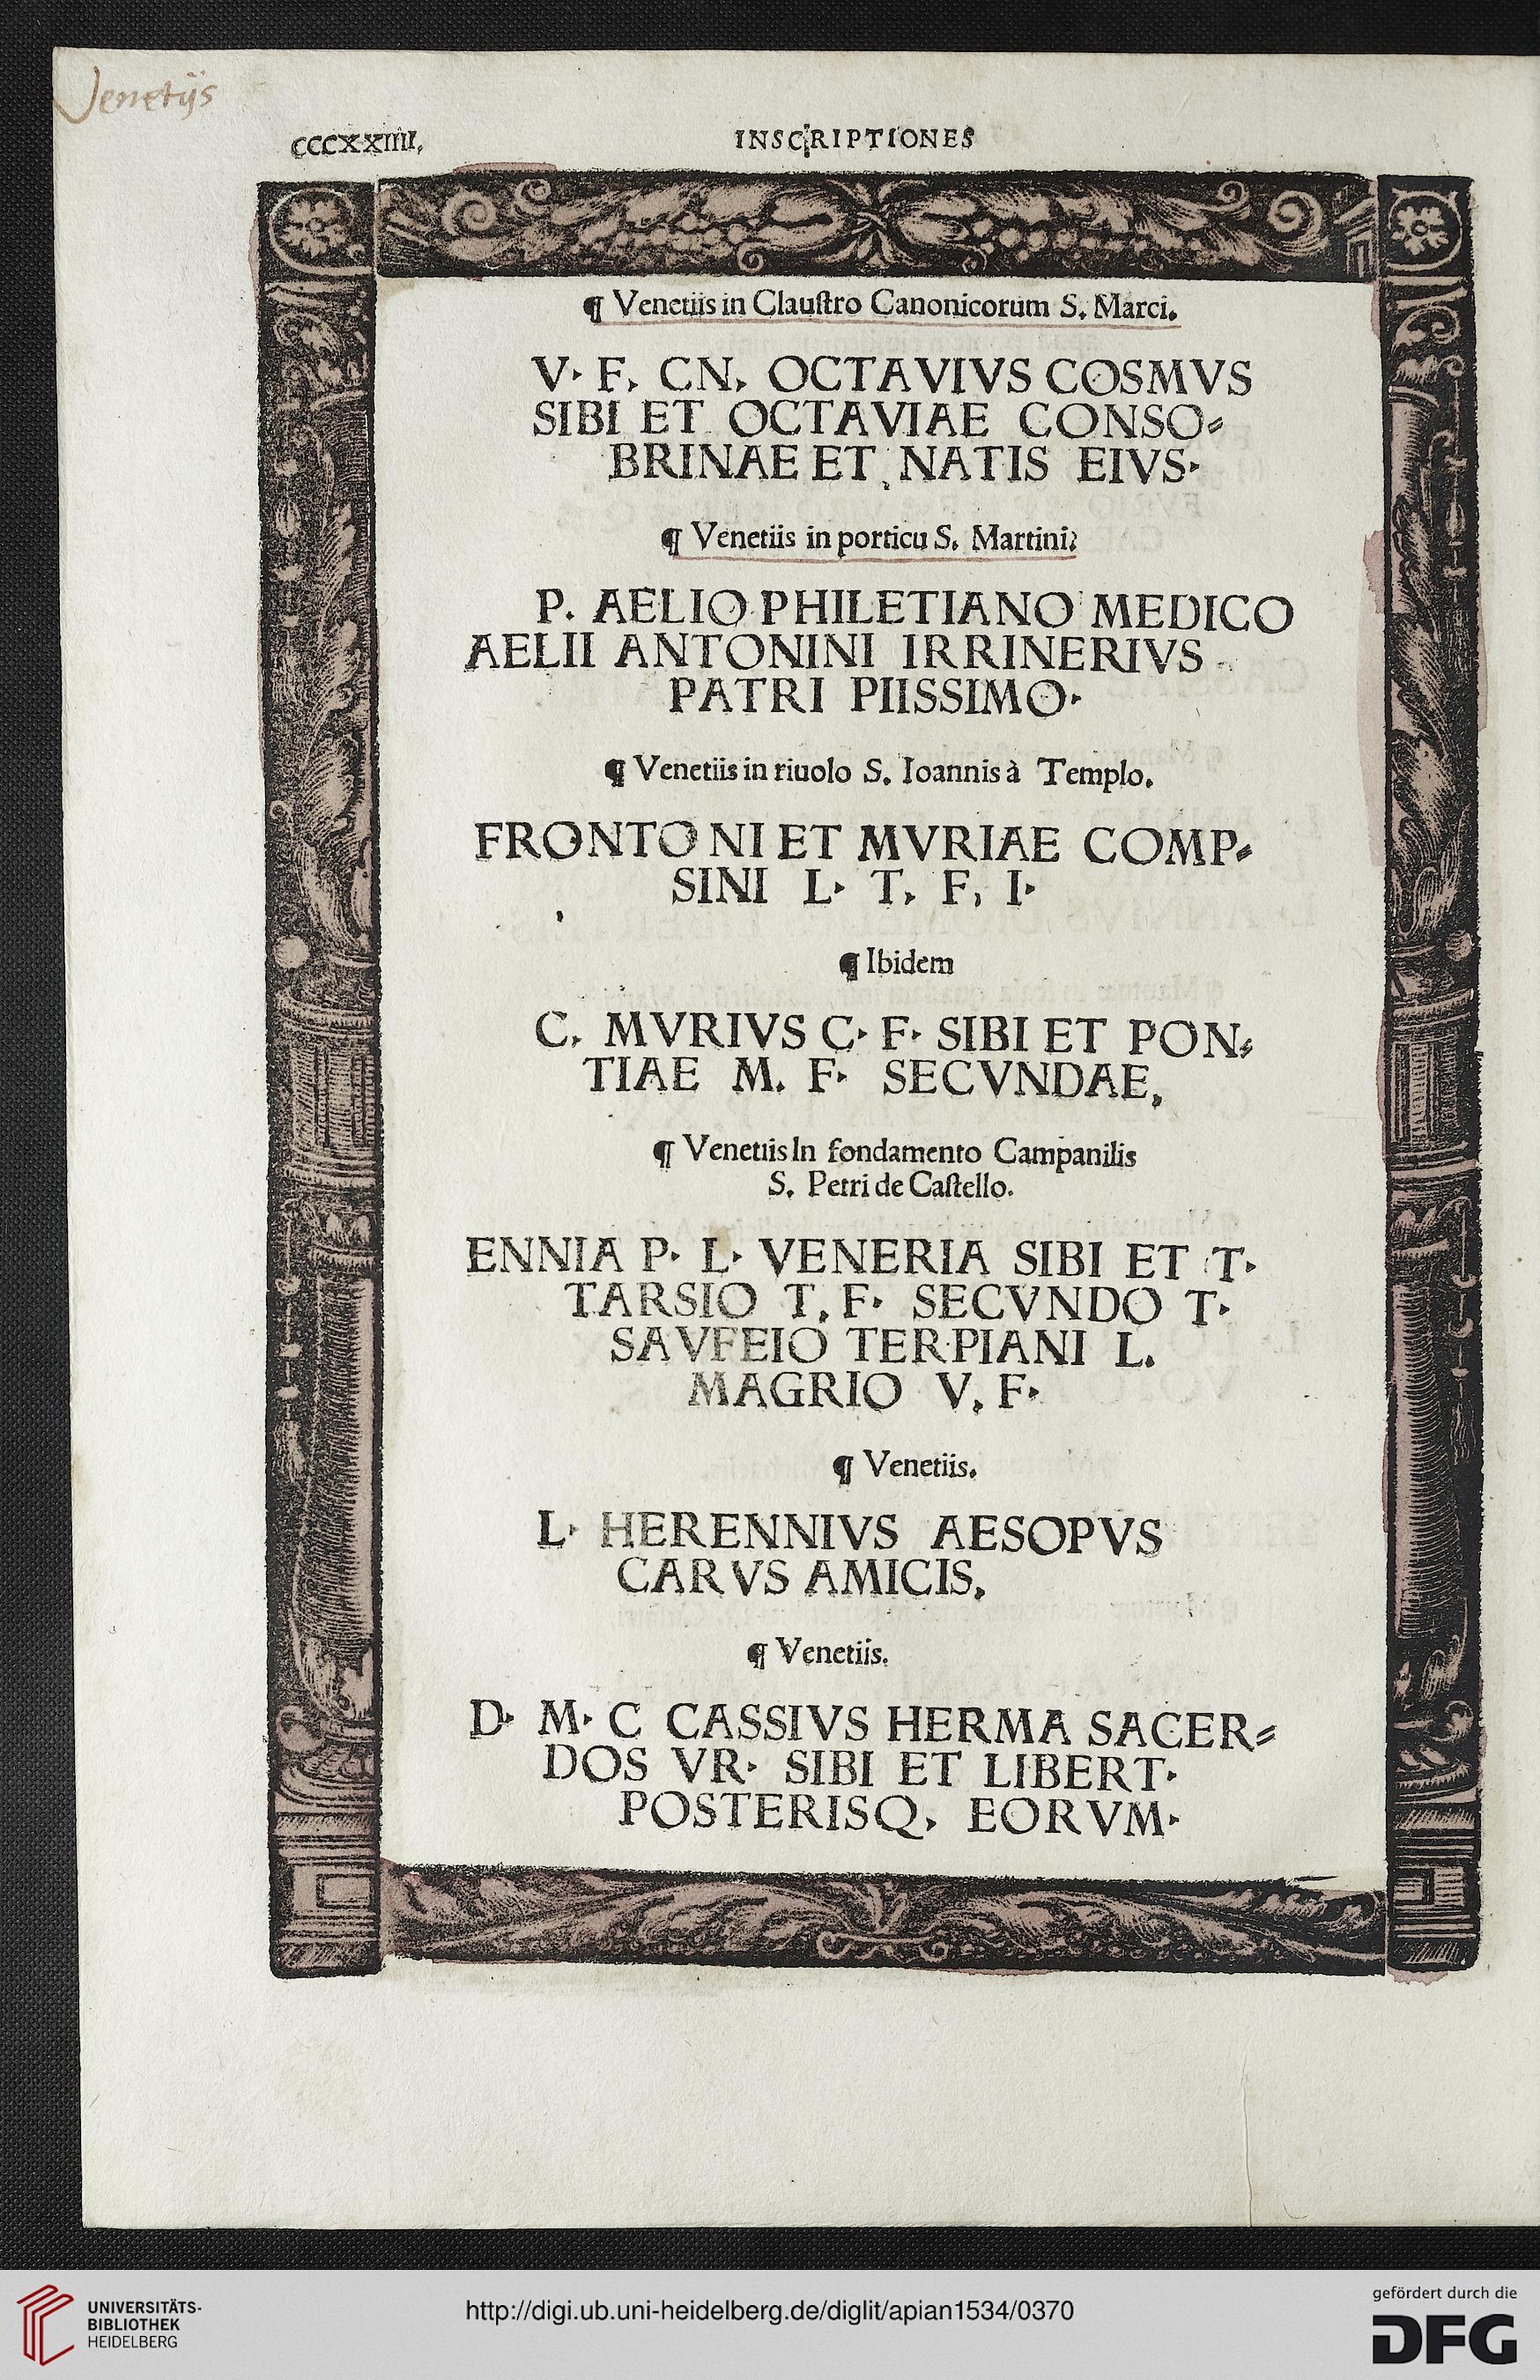 Venetijs
CCCXXIIII.
INSCRIPTIONES
¶ Venetiis in Clauſtro Canonicorum S. Marci.
V· F, CN, OCTAVIVS COSMVS
SIBI ET OCTAVIAE CONSO⸗
BRINAE ET NATIS EIVS·
¶ Venetiis in porticu S. Martini:
P. AELIO PHILETIANO MEDICO
AELII ANTONINI IRRINERIVS
PATRI PIISSIMO·
¶ Venetiis in riuolo S. Ioannis à Templo.
FRONTONI ET MVRIAE COMP⸗
SINI L· T, F, I·
¶ Ibidem
C, MVRIVS C· F· SIBI ET PON⸗
TIAE M. F· SECVNDAE,
¶ Venetiis In fondamento Campanilis
S. Petri de Caſtello.
ENNIA P· L· VENERIA SIBI ET T·
TARSIO T, F· SECVNDO T·
SAVFEIO TERPIANI L.
MAGRIO V, F·
¶ Venetiis.
L· HERENNIVS AESOPVS
CARVS AMICIS,
¶ Venetiis.
D· M· C CASSIVS HERMA SACER⸗
DOS VR· SIBI ET LIBERT·
POSTERISQ, EORVM·
UNIVERSITÄTS-
BIBLIOTHEK
HEIDELBERG
http://digi.ub.uni-heidelberg.de/diglit/apian1534/0370
gefördert durch die
DFG